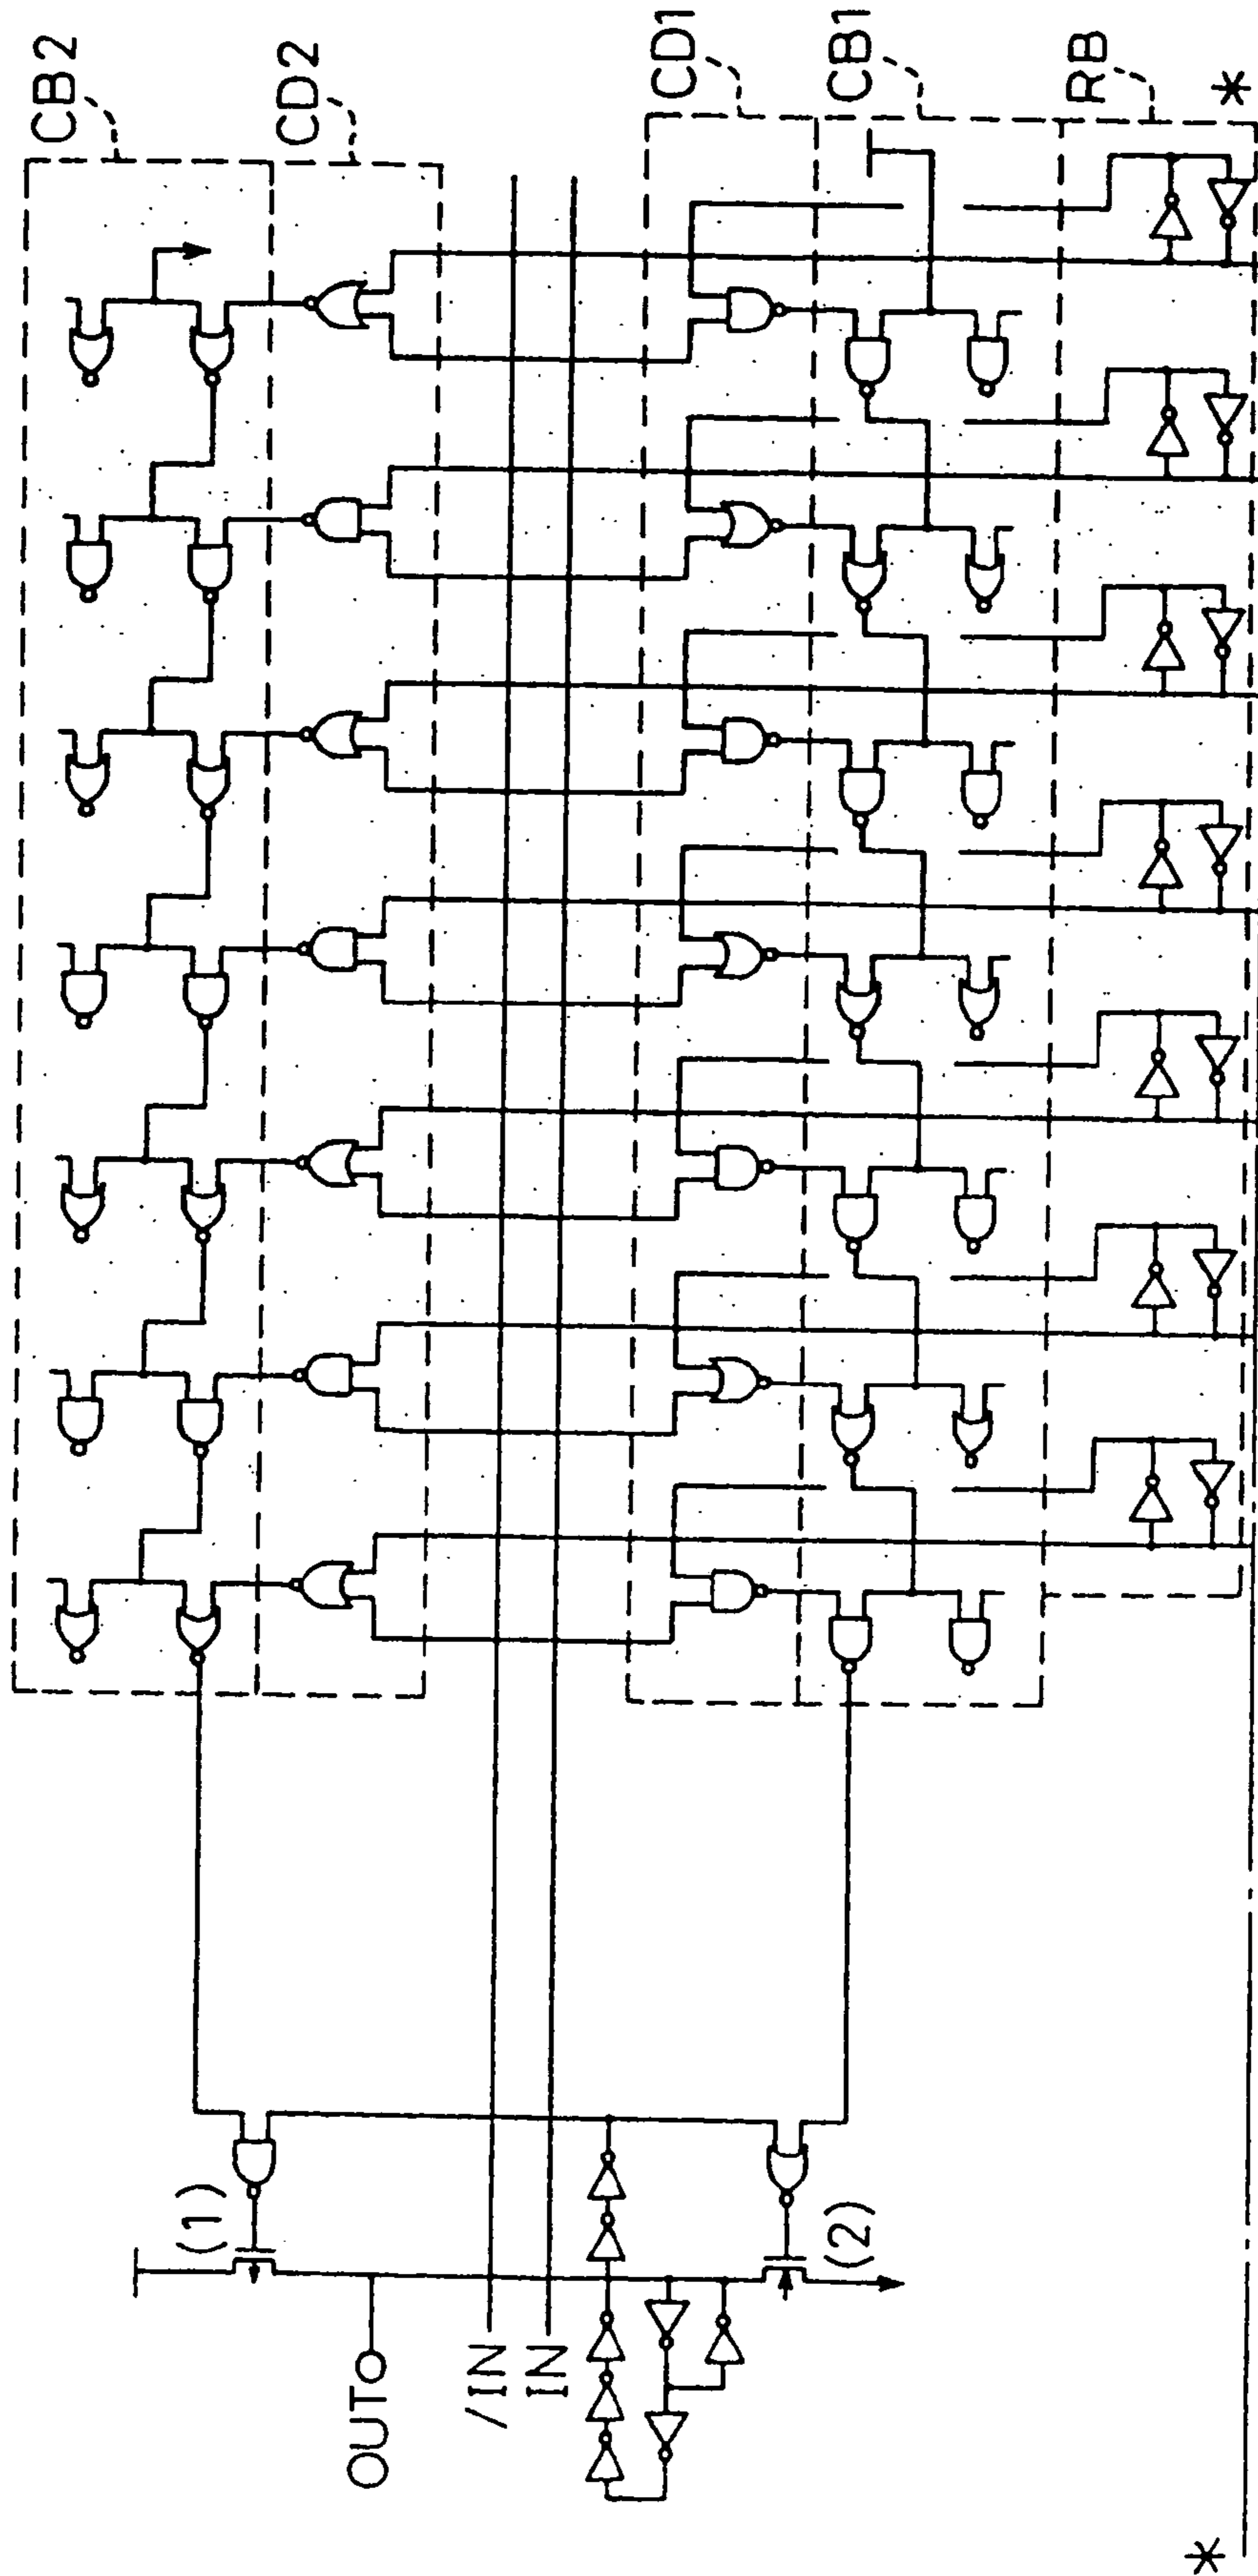 CB2
CD2
CD1
CB1
RB
*
(1)
(2)
OUT
/IN
IN
*